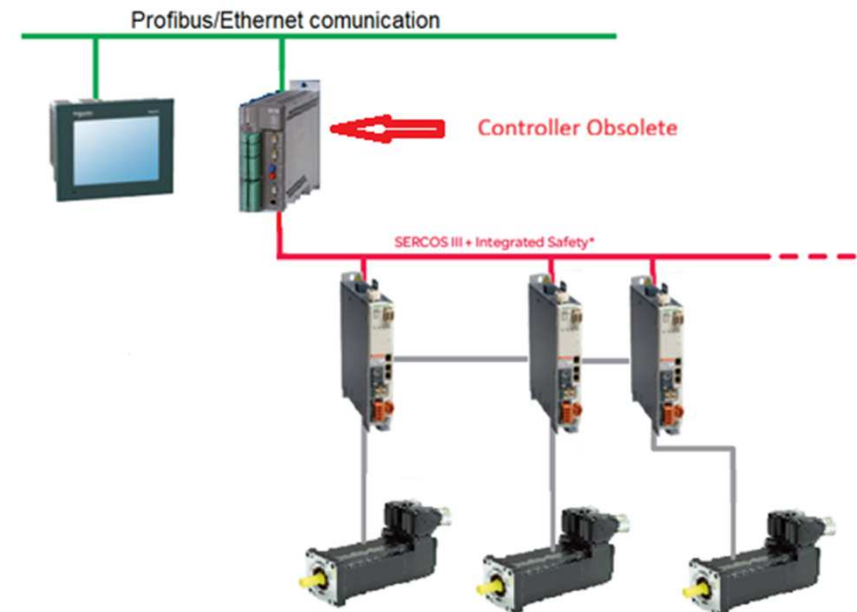 Profibus/Ethernet comunication
Controller Obsolete
SERCOS III + Integrated Safety*